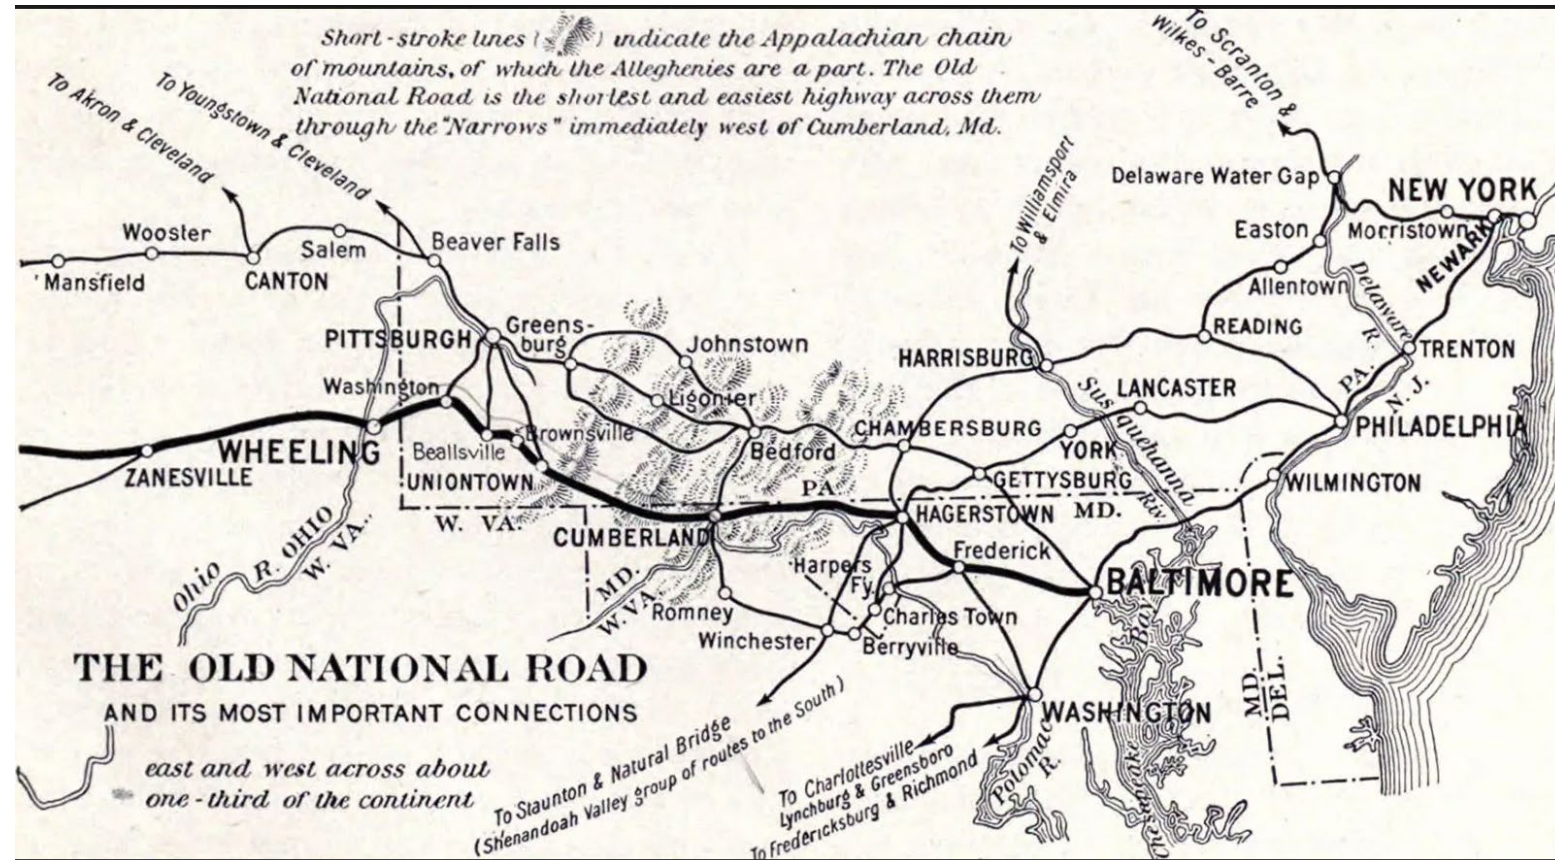 Short-stroke lines ( ) indicate the Appalachian chain
of mountains, of which the Alleghenies are a part. The Old
National Road is the shortest and easiest highway across them
through the "Narrows" immediately west of Cumberland, Md.
To Akron & Cleveland
To Youngstown & Cleveland
To Scranton &
Wilkes-Barre
To Williamsport
& Elmira
Delaware Water Gap
NEW YORK
Wooster
Salem
Beaver Falls
Easton
Morristown
NEWARK
Mansfield
CANTON
Allentown
Delaware
R.
PITTSBURGH
Greens-
burg
Johnstown
HARRISBURG
READING
TRENTON
Washington
Ligonier
LANCASTER
PA.
N. J.
Susquehanna
Riv.
WHEELING
Beallsville
Brownsville
Bedford
CHAMBERSBURG
YORK
PHILADELPHIA
ZANESVILLE
UNIONTOWN
PA.
GETTYSBURG
WILMINGTON
W. VA.
CUMBERLAND
HAGERSTOWN
MD.
Ohio
R.
OHIO
W. VA.
MD.
W. VA.
Harpers
Fy.
Frederick
BALTIMORE
Romney
Charles Town
Winchester
Berryville
THE OLD NATIONAL ROAD
AND ITS MOST IMPORTANT CONNECTIONS
east and west across about
one-third of the continent
WASHINGTON
MD.
DEL.
To Staunton & Natural Bridge
(Shenandoah Valley group of routes to the South)
To Charlottesville
Lynchburg & Greensboro
To Fredericksburg & Richmond
Potomac
R.
Chesapeake
Bay